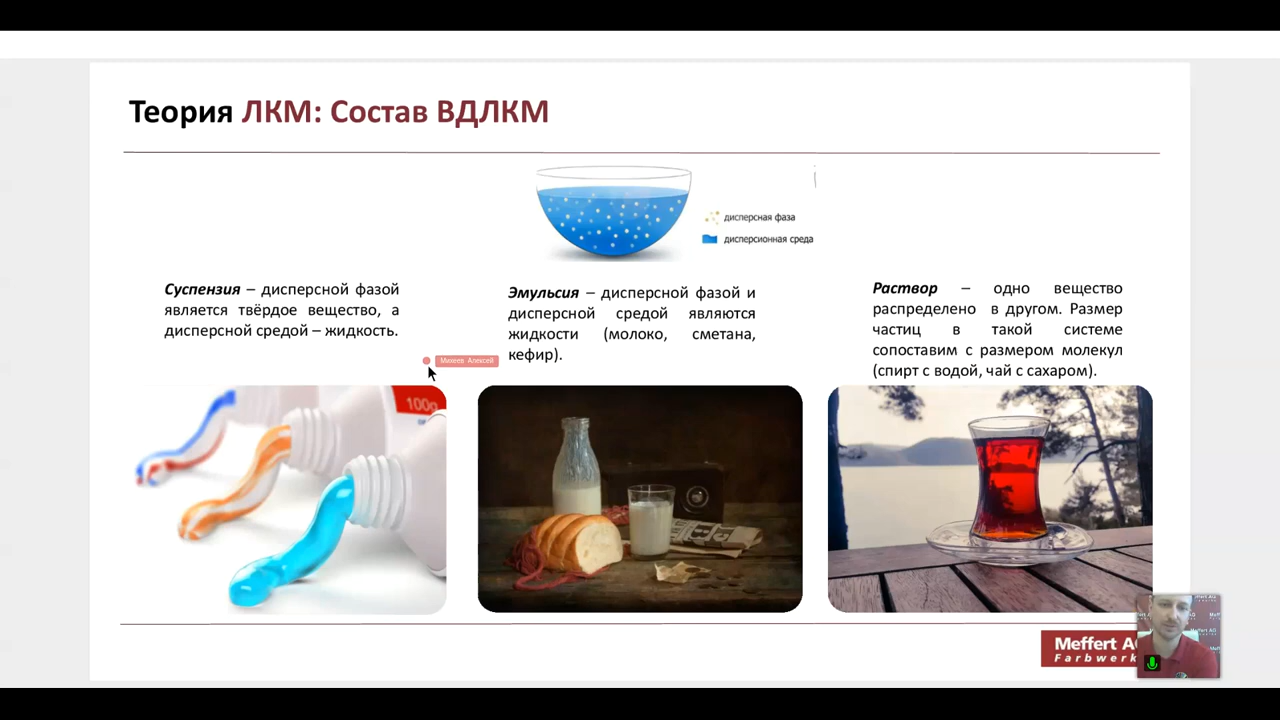 Теория ЛКМ: Состав ВДЛКМ
дисперсная фаза
дисперсионная среда
Суспензия – дисперсной фазой
является твёрдое вещество, а
дисперсной средой – жидкость.
Эмульсия – дисперсной фазой и
дисперсной средой являются
жидкости (молоко, сметана,
кефир).
Раствор – одно вещество
распределено в другом. Размер
частиц в такой системе
сопоставим с размером молекул
(спирт с водой, чай с сахаром).
Михеев Алексей
100g
Meffert
Farbwerk
Meffert AG